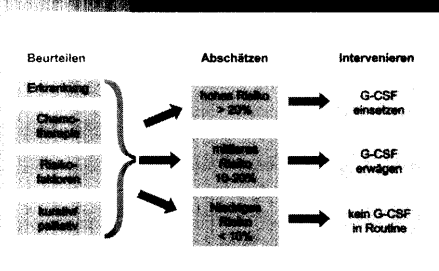 Beurteilen
Abschätzen
Intervenieren
Erkrankung
Chemo-
therapie
Risiko-
faktoren
kurativ/
palliativ
hohes Risiko
> 20%
mittleres
Risiko
10-20%
Niedriges
Risiko
< 10%
G-CSF
einsetzen
G-CSF
erwägen
kein G-CSF
in Routine